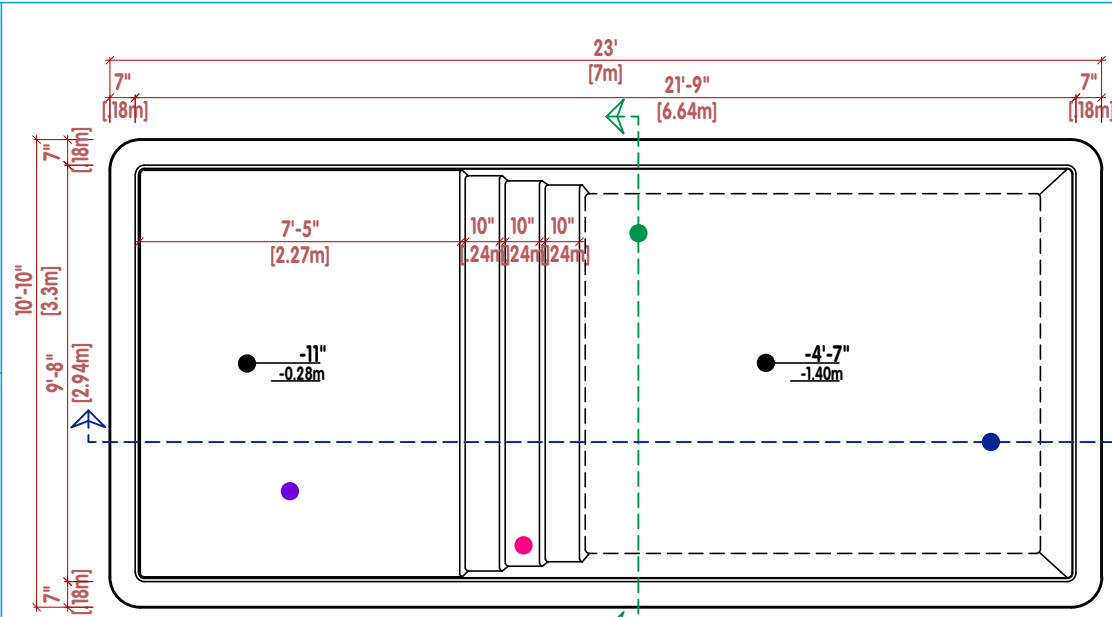 23'
[7m]
7"
[.18m]
21'-9"
[6.64m]
7"
[.18m]
7"
[.18m]
7'-5"
[2.27m]
10"
[.24m]
10"
[.24m]
10"
[.24m]
10'-10"
[3.3m]
9'-8"
[2.94m]
-11"
-0.28m
-4'-7"
-1.40m
7"
[.18m]